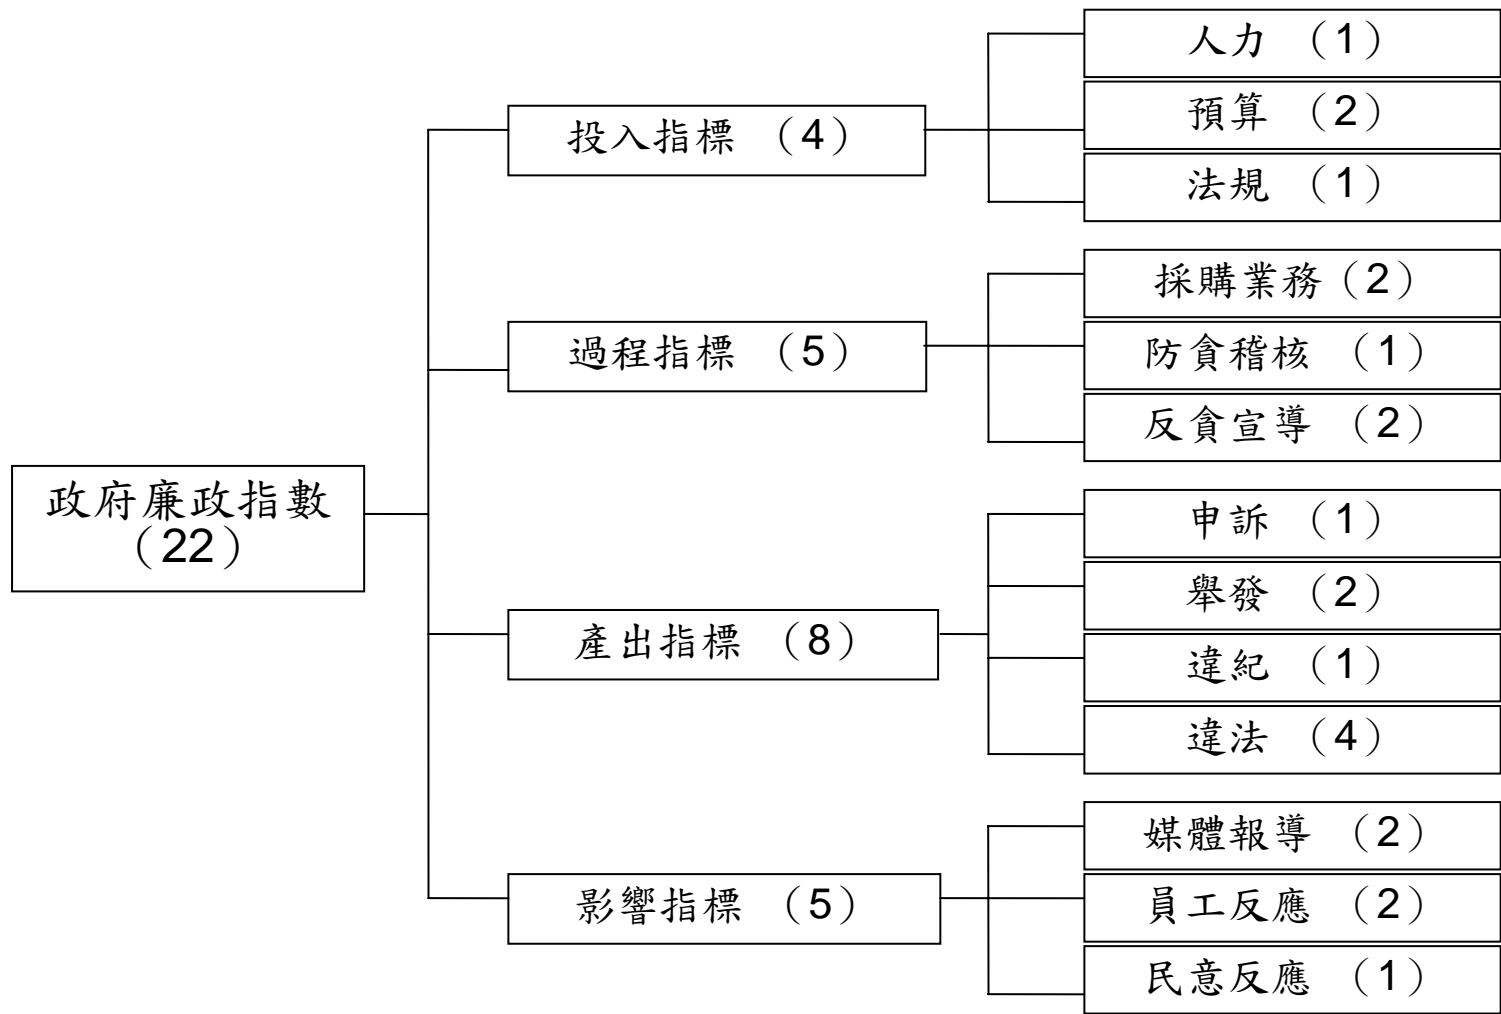 政府廉政指數
（22）
投入指標 （4）
人力 （1）
預算 （2）
法規 （1）
過程指標 （5）
採購業務（2）
防貪稽核 （1）
反貪宣導 （2）
產出指標 （8）
申訴 （1）
舉發 （2）
違紀 （1）
違法 （4）
影響指標 （5）
媒體報導 （2）
員工反應 （2）
民意反應 （1）